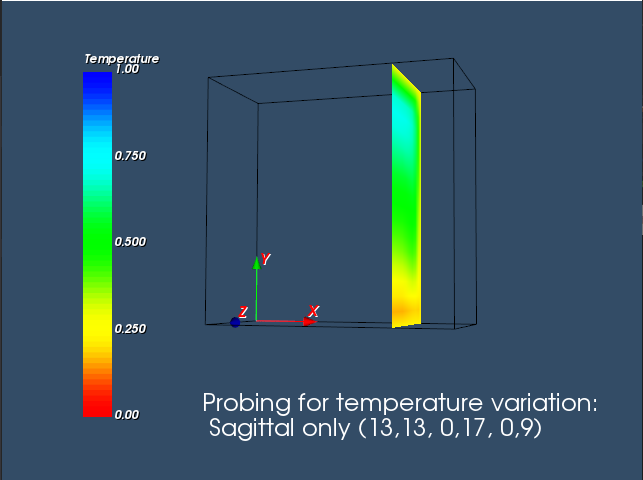 Temperature
1.00
0.750
0.500
0.250
0.00
Y
Z
X
Probing for temperature variation:
Sagittal only (13,13, 0,17, 0,9)